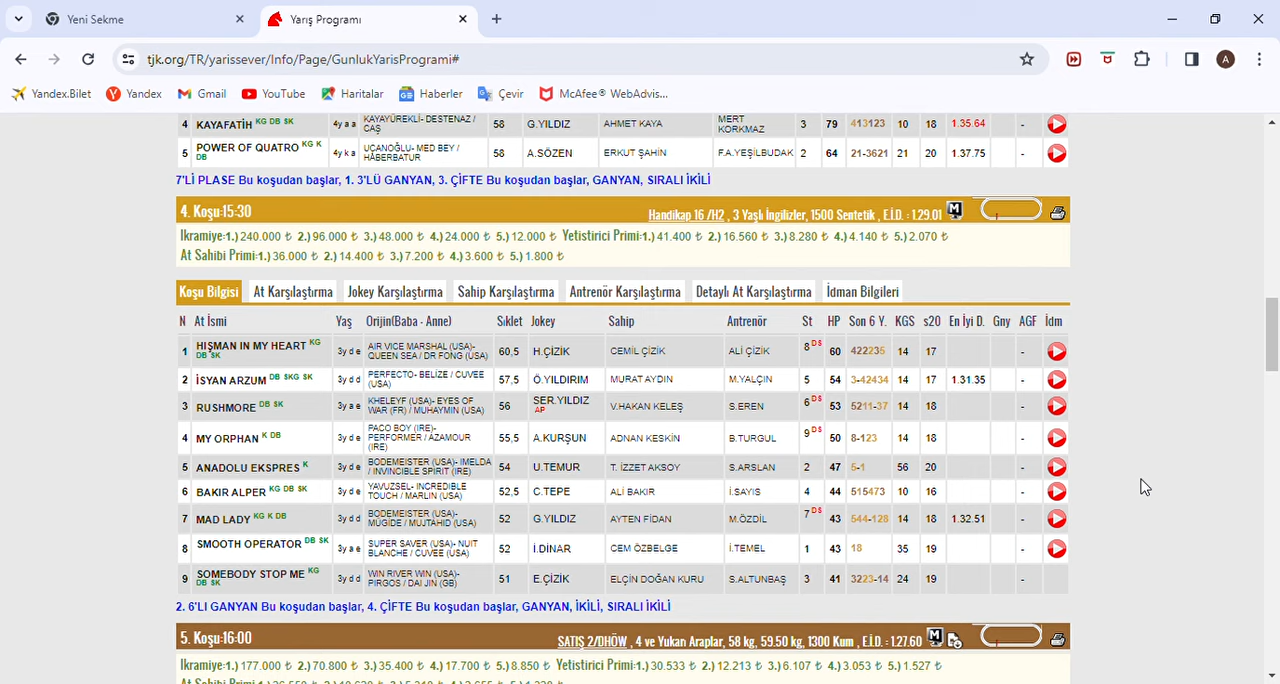 Yeni Sekme
Yarış Programı
tjk.org/TR/yarissever/Info/Page/GunlukYarisProgrami#
A
Yandex.Bilet Yandex Gmail YouTube Haritalar Haberler Çevir McAfee® WebAdvis...
4 KAYAFATİH KG DB SK 4y a a KAYAYÜREKLİ- DESTENAZ / CAŞ 58 G.YILDIZ AHMET KAYA MERT KORKMAZ 3 79 413123 10 18 1.35.64 -
5 POWER OF QUATRO KG K DB 4y k a UÇANOĞLU- MED BEY / HABERBATUR 58 A.SÖZEN ERKUT ŞAHİN F.A.YEŞİLBUDAK 2 64 21-3621 21 20 1.37.75 -
7'Lİ PLASE Bu koşudan başlar, 1. 3'LÜ GANYAN, 3. ÇİFTE Bu koşudan başlar, GANYAN, SIRALI İKİLİ
4. Koşu:15:30 Handikap 16 /H2 , 3 Yaşlı İngilizler, 1500 Sentetik , E.İ.D. : 1.29.01
Ikramiye:1.) 240.000 ₺ 2.) 96.000 ₺ 3.) 48.000 ₺ 4.) 24.000 ₺ 5.) 12.000 ₺ Yetistirici Primi:1.) 41.400 ₺ 2.) 16.560 ₺ 3.) 8.280 ₺ 4.) 4.140 ₺ 5.) 2.070 ₺
At Sahibi Primi:1.) 36.000 ₺ 2.) 14.400 ₺ 3.) 7.200 ₺ 4.) 3.600 ₺ 5.) 1.800 ₺
Koşu Bilgisi At Karşılaştırma Jokey Karşılaştırma Sahip Karşılaştırma Antrenör Karşılaştırma Detaylı At Karşılaştırma İdman Bilgileri
N At İsmi Yaş Orijin(Baba - Anne) Sıklet Jokey Sahip Antrenör St HP Son 6 Y. KGS s20 En İyi D. Gny AGF İdm
1 HIŞMAN IN MY HEART KG DB SK 3y d e AIR VICE MARSHAL (USA)- QUEEN SEA / DR FONG (USA) 60,5 H.ÇİZİK CEMİL ÇİZİK ALİ ÇİZİK 8 DS 60 422235 14 17 -
2 İSYAN ARZUM DB SKG SK 3y d d PERFECTO- BELİZE / CUVEE (USA) 57,5 Ö.YILDIRIM MURAT AYDIN M.YALÇIN 5 54 3-42434 14 17 1.31.35 -
3 RUSHMORE DB SK 3y a e KHELEYF (USA)- EYES OF WAR (FR) / MUHAYMIN (USA) 56 SER.YILDIZ AP V.HAKAN KELEŞ S.EREN 6 DS 53 5211-37 14 18 -
4 MY ORPHAN K DB 3y d e PACO BOY (IRE)- PERFORMER / AZAMOUR (IRE) 55,5 A.KURŞUN ADNAN KESKİN B.TURGUL 9 DS 50 8-123 14 18 -
5 ANADOLU EKSPRES K 3y d e BODEMEISTER (USA)- IMELDA / INVINCIBLE SPIRIT (IRE) 54 U.TEMUR T. İZZET AKSOY S.ARSLAN 2 47 5-1 56 20 -
6 BAKIR ALPER KG DB SK 3y d e YAVUZSEL- INCREDIBLE TOUCH / MARLIN (USA) 52,5 C.TEPE ALİ BAKIR İ.SAYIS 4 44 515473 10 16 -
7 MAD LADY KG K DB 3y d d BODEMEISTER (USA)- MÜGİDE / MUJTAHID (USA) 52 G.YILDIZ AYTEN FİDAN M.ÖZDİL 7 DS 43 544-128 14 18 1.32.51 -
8 SMOOTH OPERATOR DB SK 3y a e SUPER SAVER (USA)- NUIT BLANCHE / CUVEE (USA) 52 İ.DİNAR CEM ÖZBELGE İ.TEMEL 1 43 18 35 19 -
9 SOMEBODY STOP ME KG DB SK 3y d d WIN RIVER WIN (USA)- PIRGOS / DAI JIN (GB) 51 E.ÇİZİK ELÇİN DOĞAN KURU S.ALTUNBAŞ 3 41 3223-14 24 19 -
2. 6'LI GANYAN Bu koşudan başlar, 4. ÇİFTE Bu koşudan başlar, GANYAN, İKİLİ, SIRALI İKİLİ
5. Koşu:16:00 SATIŞ 2/DHÖW , 4 ve Yukarı Araplar, 58 kg, 59.50 kg, 1300 Kum , E.İ.D. : 1.27.60
Ikramiye:1.) 177.000 ₺ 2.) 70.800 ₺ 3.) 35.400 ₺ 4.) 17.700 ₺ 5.) 8.850 ₺ Yetistirici Primi:1.) 30.533 ₺ 2.) 12.213 ₺ 3.) 6.107 ₺ 4.) 3.053 ₺ 5.) 1.527 ₺